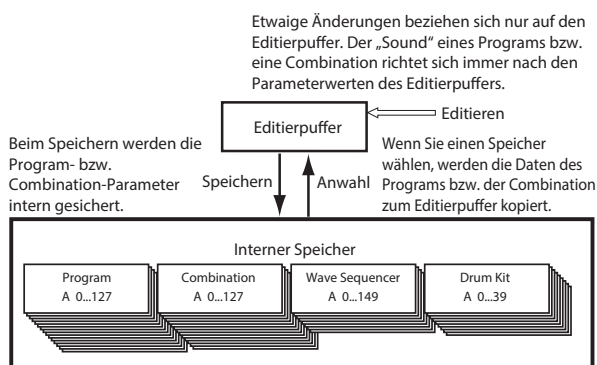 Etwaige Änderungen beziehen sich nur auf den
Editierpuffer. Der „Sound“ eines Programs bzw.
eine Combination richtet sich immer nach den
Parameterwerten des Editierpuffers.
Editierpuffer
Editieren
Beim Speichern werden die
Program- bzw.
Combination-Parameter
intern gesichert.
Speichern
Anwahl
Wenn Sie einen Speicher
wählen, werden die Daten des
Programs bzw. der Combination
zum Editierpuffer kopiert.
Interner Speicher
Program
A 0...127
Combination
A 0...127
Wave Sequencer
A 0...149
Drum Kit
A 0...39